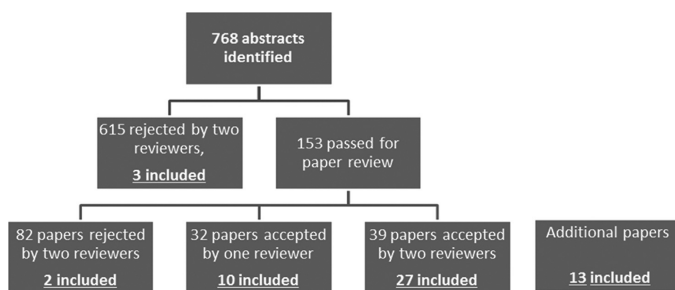 768 abstracts
identified
615 rejected by two
reviewers,
3 included
153 passed for
paper review
82 papers rejected
by two reviewers
2 included
32 papers accepted
by one reviewer
10 included
39 papers accepted
by two reviewers
27 included
Additional papers
13 included